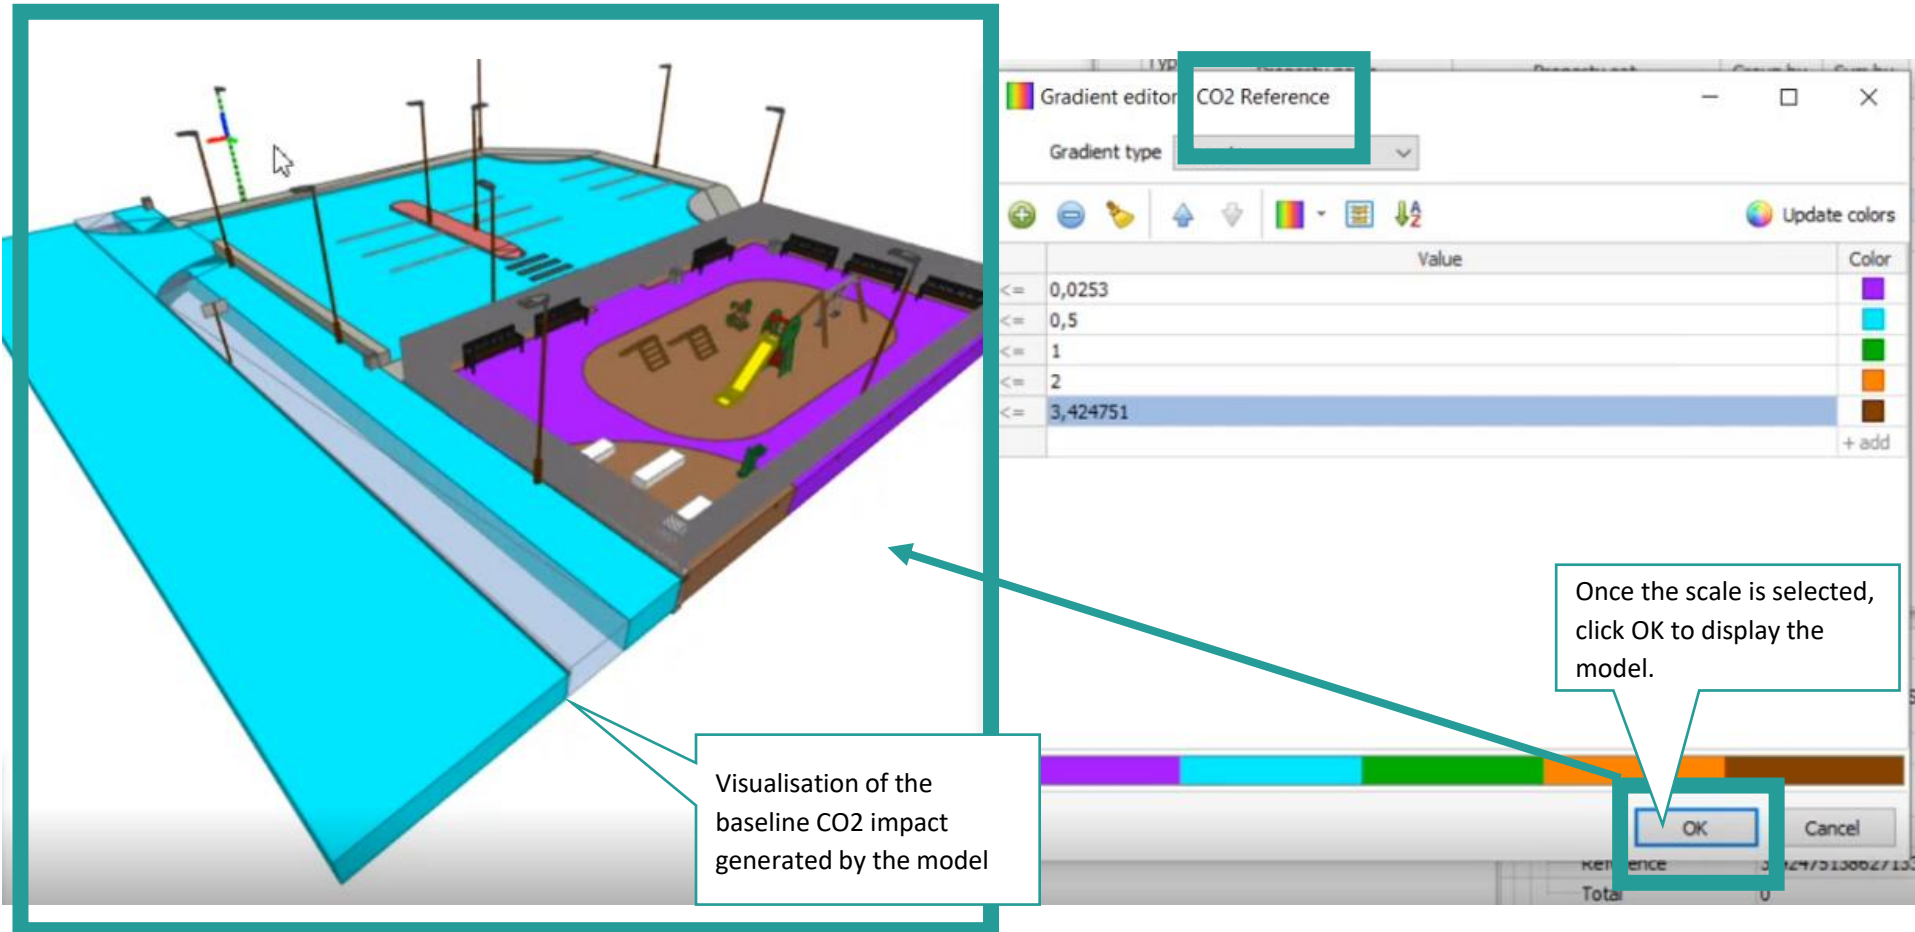 Gradient editor
CO2 Reference
Gradient type
Update colors
Value
Color
<= 0,0253
<= 0,5
<= 1
<= 2
<= 3,424751
+ add
Once the scale is selected,
click OK to display the
model.
Visualisation of the
baseline CO2 impact
generated by the model
OK
Cancel
Total
0